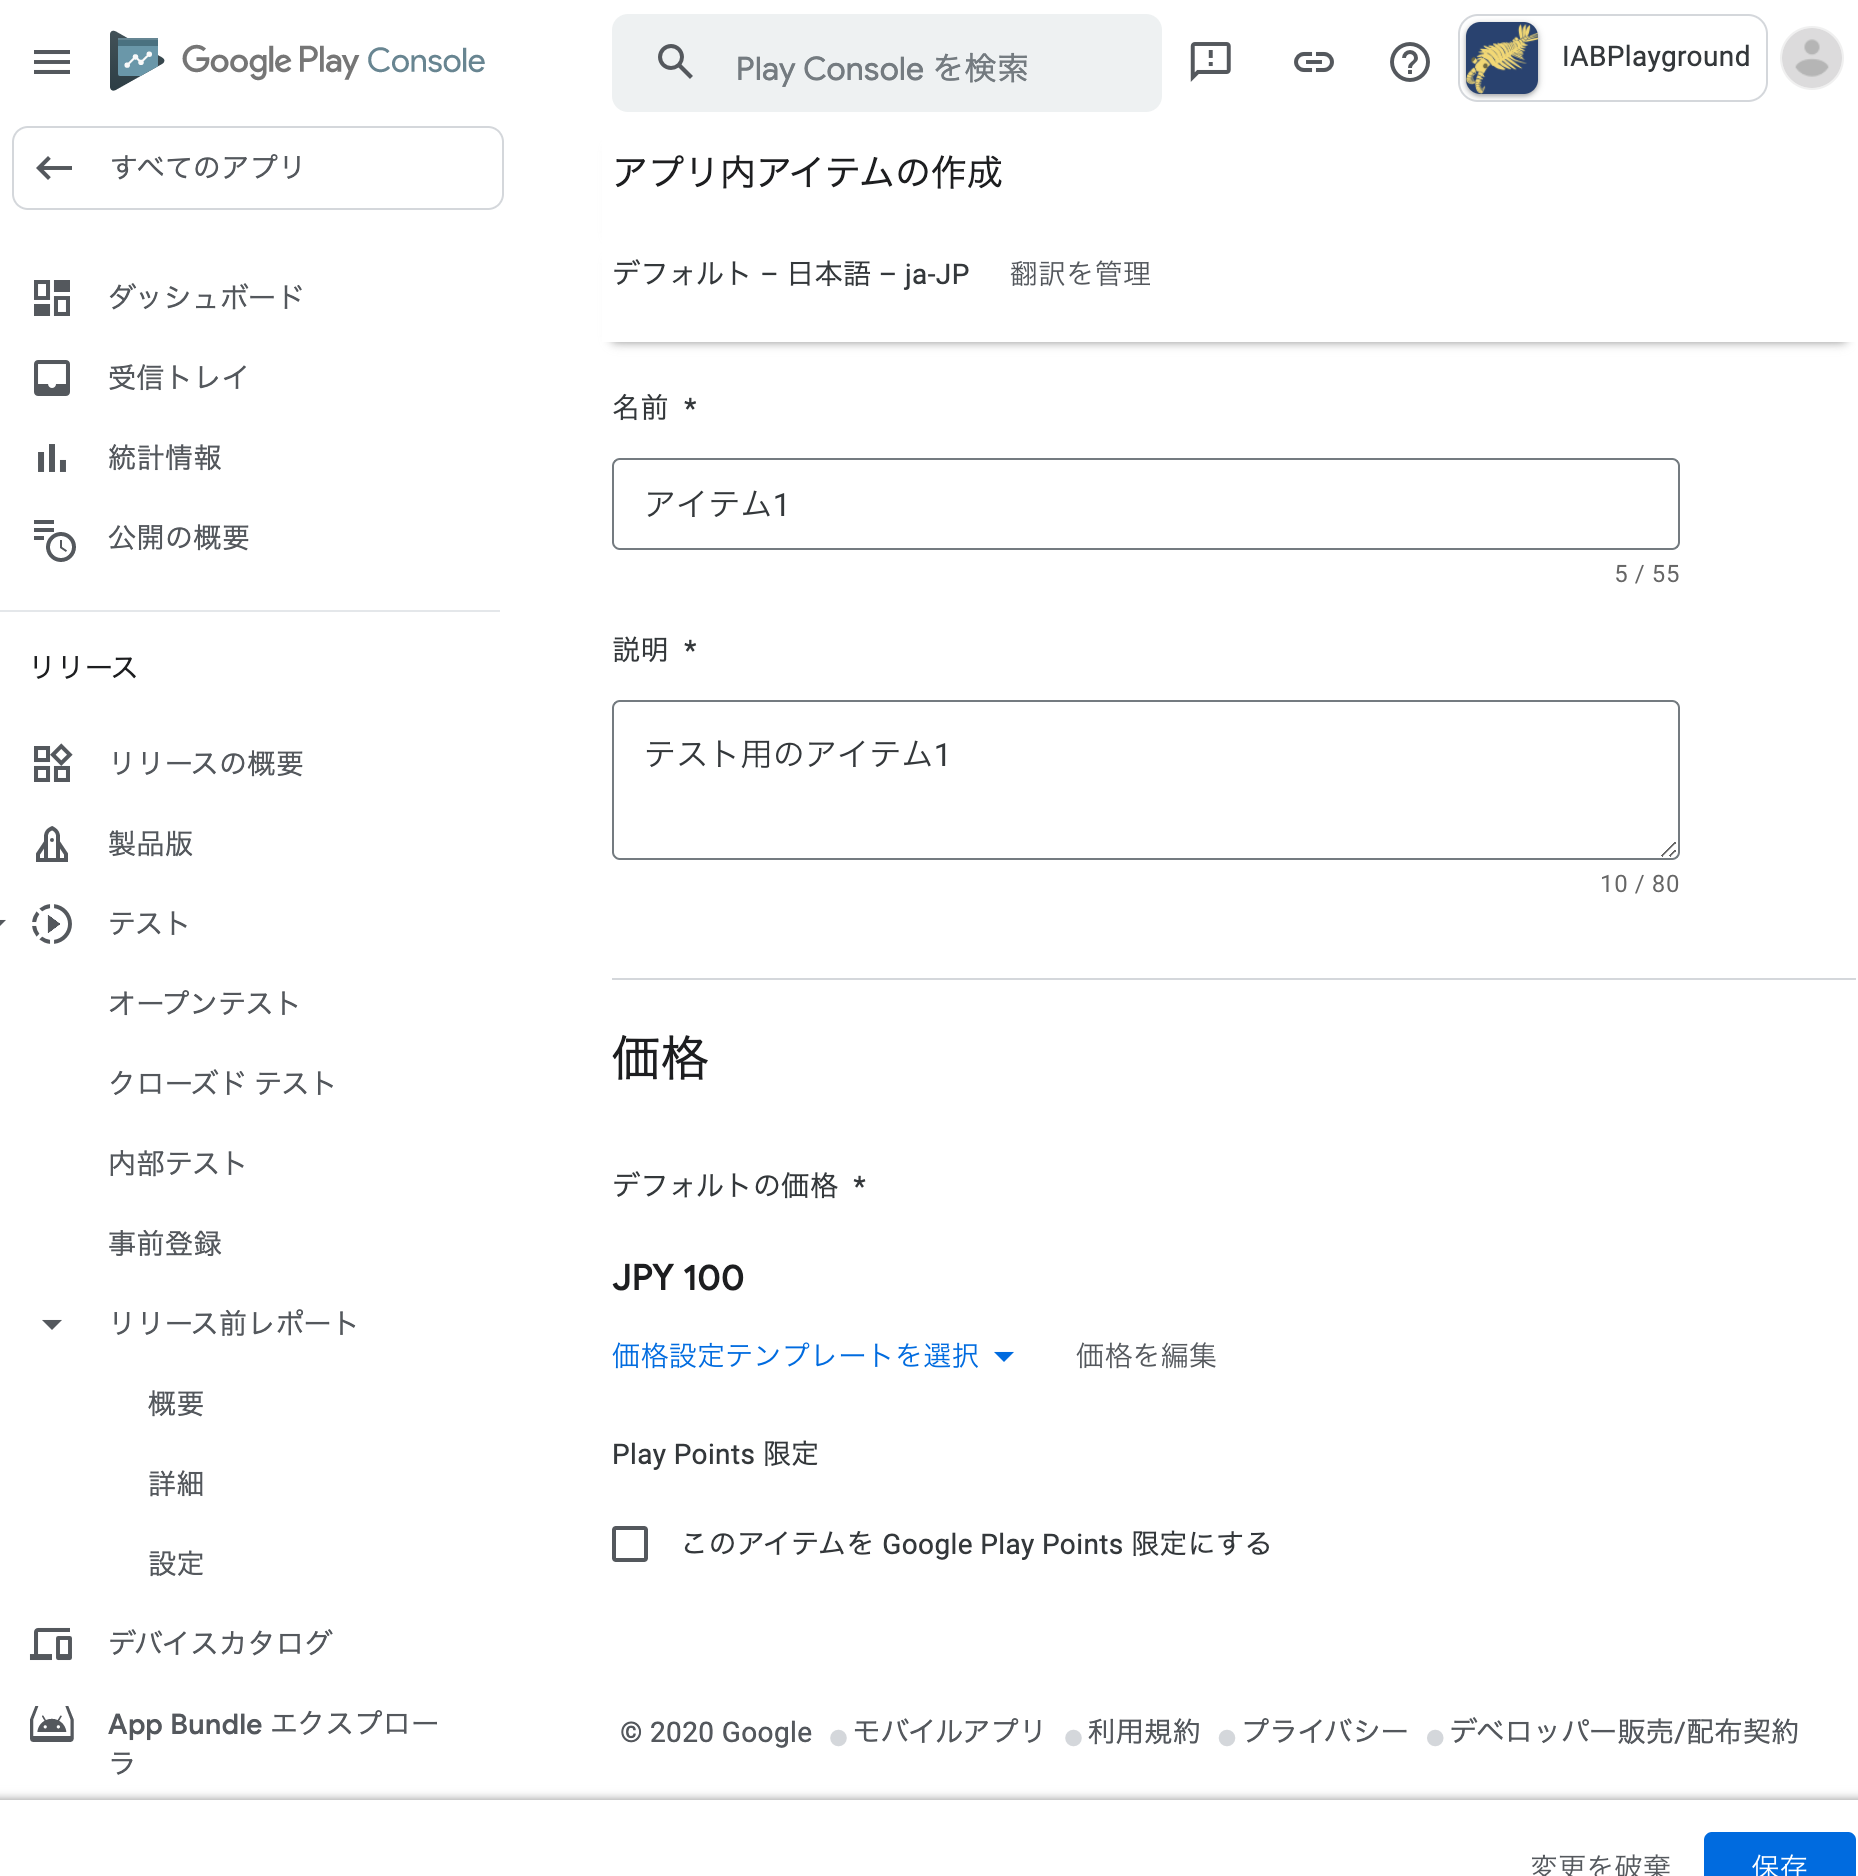 Google Play Console
Play Console を検索
IABPlayground
すべてのアプリ
ダッシュボード
受信トレイ
統計情報
公開の概要
リリース
リリースの概要
製品版
テスト
オープンテスト
クローズド テスト
内部テスト
事前登録
リリース前レポート
概要
詳細
設定
デバイスカタログ
App Bundle エクスプロー
ラ
アプリ内アイテムの作成
デフォルト – 日本語 – ja-JP 翻訳を管理
名前 *
アイテム1
5 / 55
説明 *
テスト用のアイテム1
10 / 80
価格
デフォルトの価格 *
JPY 100
価格設定テンプレートを選択 価格を編集
Play Points 限定
このアイテムを Google Play Points 限定にする
© 2020 Google モバイルアプリ 利用規約 プライバシー デベロッパー販売/配布契約
変更を破棄 保存